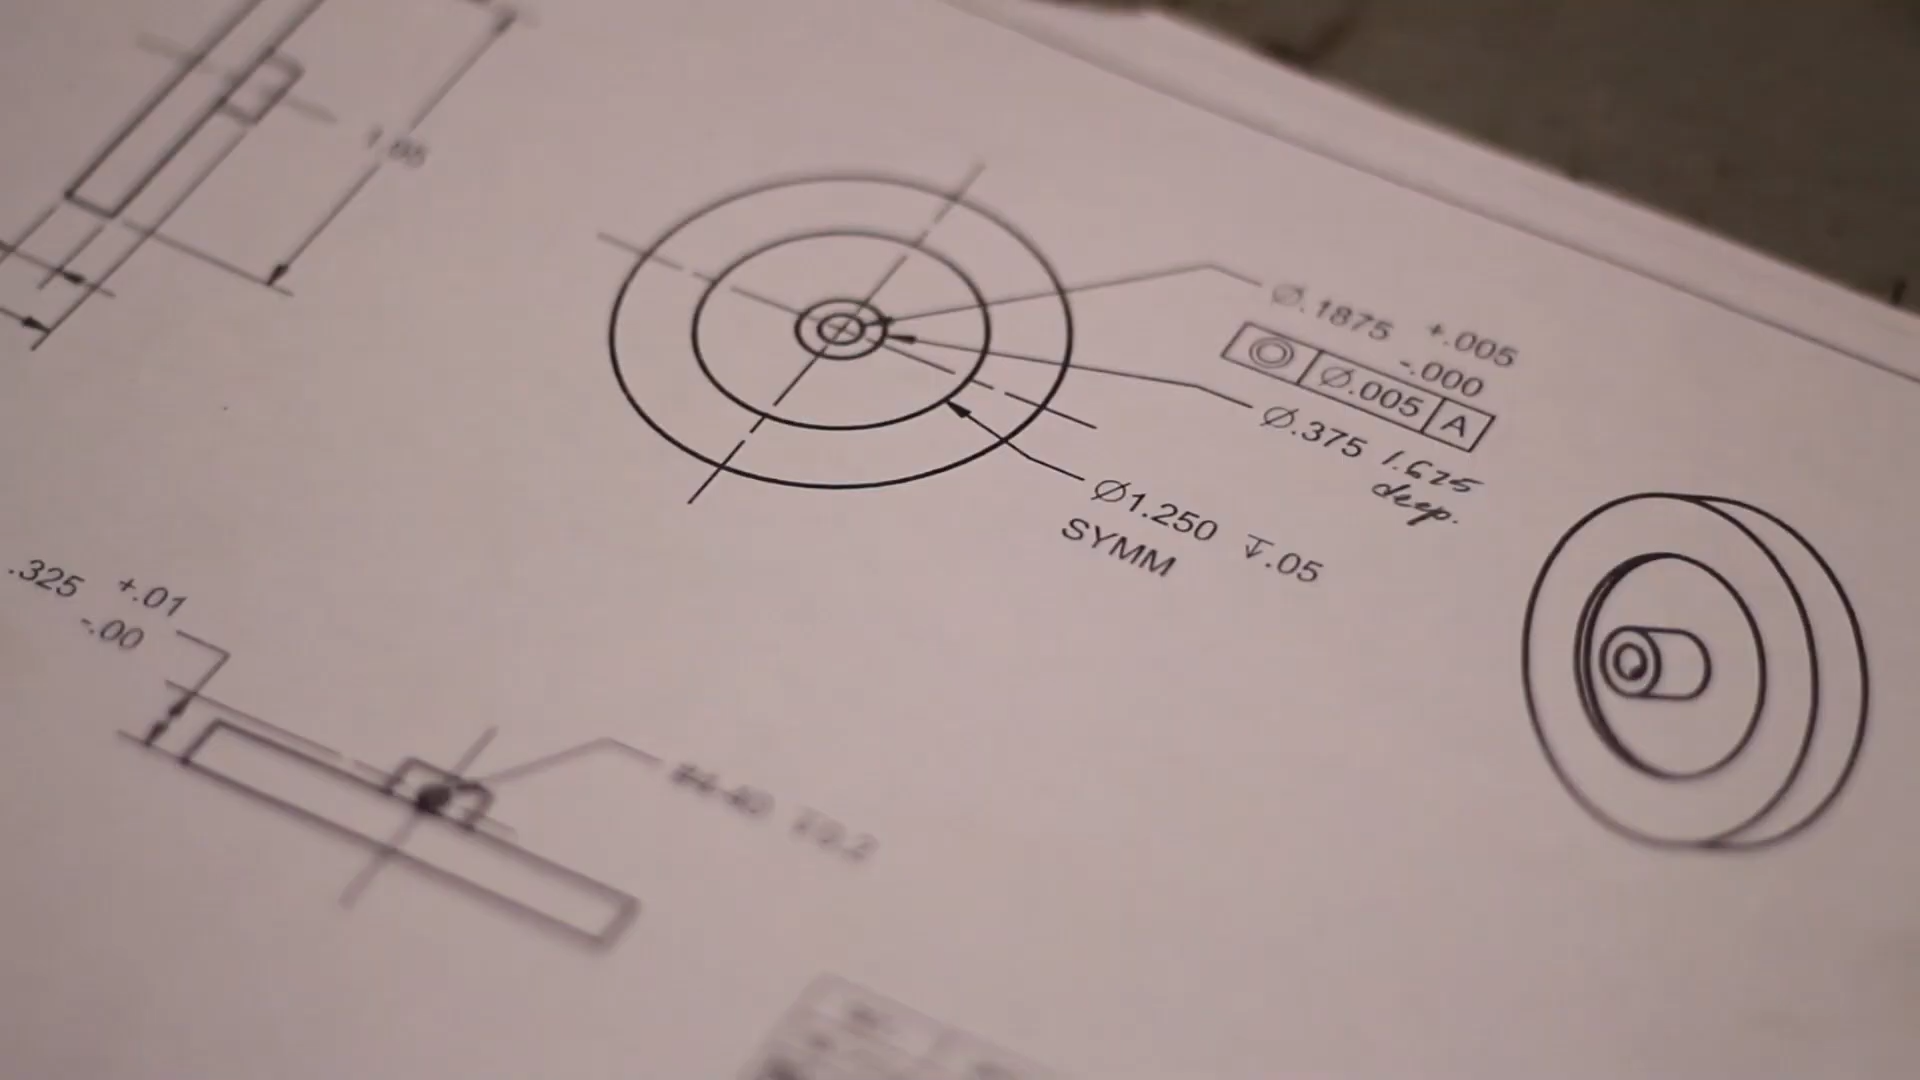 Ø.1875 +.005
-.000
Ø.005 A
Ø.375 1.625
deep.
Ø1.250 ↧.05
SYMM
.325 +.01
-.00